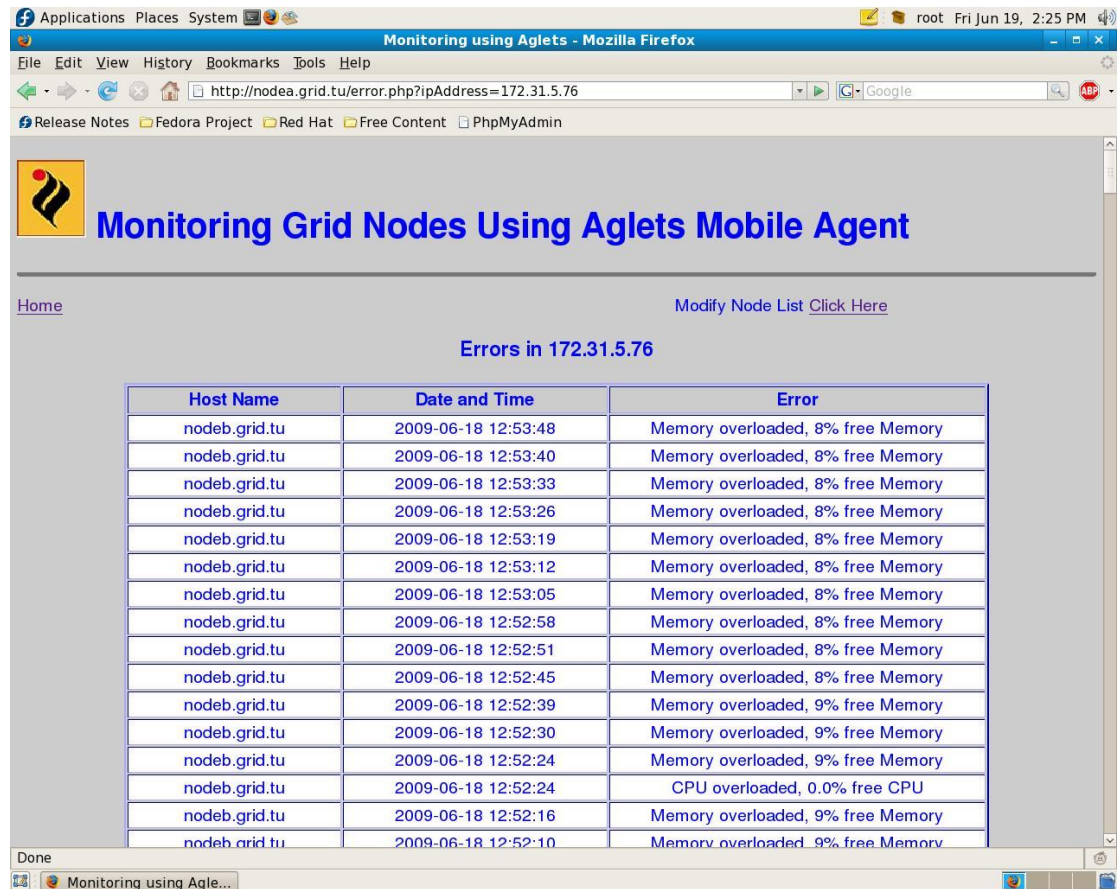 Applications Places System root Fri Jun 19, 2:25 PM
Monitoring using Aglets - Mozilla Firefox
File Edit View History Bookmarks Tools Help
http://nodea.grid.tu/error.php?ipAddress=172.31.5.76 G Google ABP
Release Notes Fedora Project Red Hat Free Content PhpMyAdmin
Monitoring Grid Nodes Using Aglets Mobile Agent
Home Modify Node List Click Here
Errors in 172.31.5.76
Host Name Date and Time Error
nodeb.grid.tu 2009-06-18 12:53:48 Memory overloaded, 8% free Memory
nodeb.grid.tu 2009-06-18 12:53:40 Memory overloaded, 8% free Memory
nodeb.grid.tu 2009-06-18 12:53:33 Memory overloaded, 8% free Memory
nodeb.grid.tu 2009-06-18 12:53:26 Memory overloaded, 8% free Memory
nodeb.grid.tu 2009-06-18 12:53:19 Memory overloaded, 8% free Memory
nodeb.grid.tu 2009-06-18 12:53:12 Memory overloaded, 8% free Memory
nodeb.grid.tu 2009-06-18 12:53:05 Memory overloaded, 8% free Memory
nodeb.grid.tu 2009-06-18 12:52:58 Memory overloaded, 8% free Memory
nodeb.grid.tu 2009-06-18 12:52:51 Memory overloaded, 8% free Memory
nodeb.grid.tu 2009-06-18 12:52:45 Memory overloaded, 8% free Memory
nodeb.grid.tu 2009-06-18 12:52:39 Memory overloaded, 9% free Memory
nodeb.grid.tu 2009-06-18 12:52:30 Memory overloaded, 9% free Memory
nodeb.grid.tu 2009-06-18 12:52:24 Memory overloaded, 9% free Memory
nodeb.grid.tu 2009-06-18 12:52:24 CPU overloaded, 0.0% free CPU
nodeb.grid.tu 2009-06-18 12:52:16 Memory overloaded, 9% free Memory
nodeb.grid.tu 2009-06-18 12:52:10 Memory overloaded, 9% free Memory
Done
Monitoring using Agle...